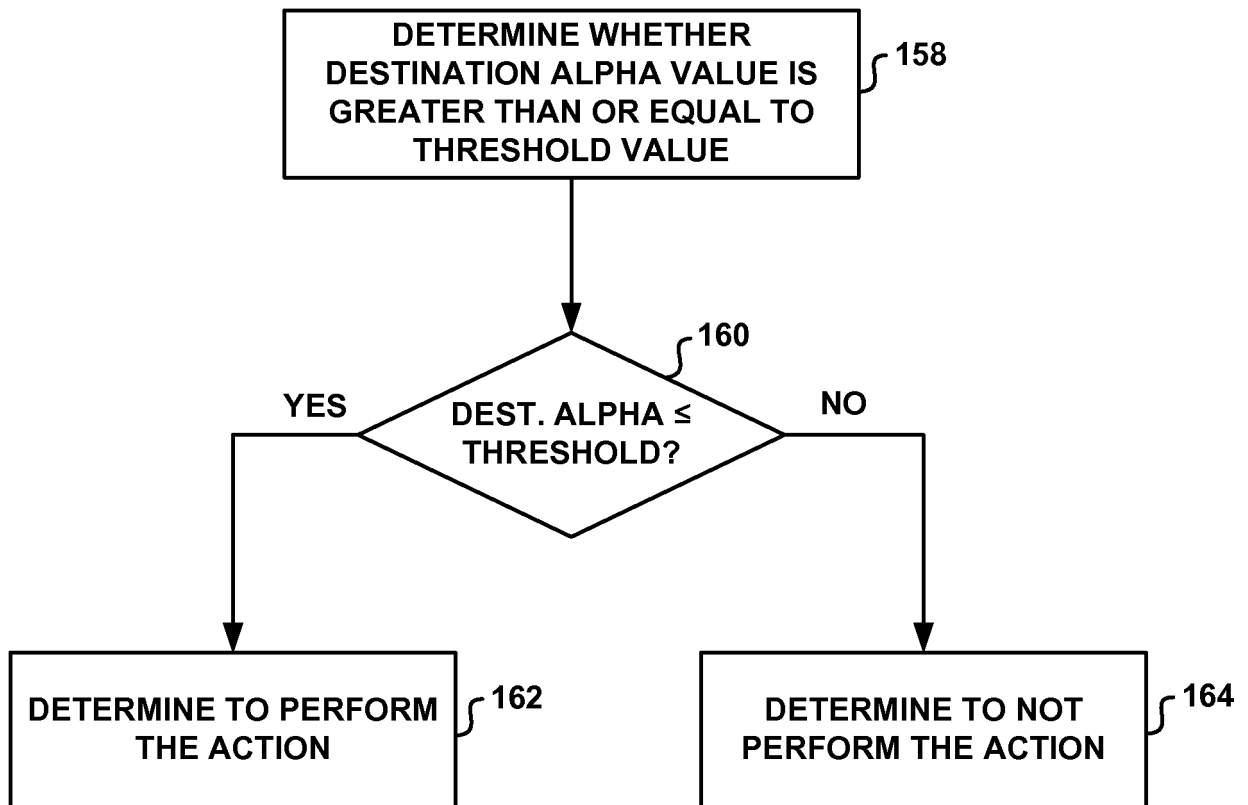 DETERMINE WHETHER
DESTINATION ALPHA VALUE IS
GREATER THAN OR EQUAL TO
THRESHOLD VALUE
158
160
YES
DEST. ALPHA ≤
THRESHOLD?
NO
DETERMINE TO PERFORM
THE ACTION
162
DETERMINE TO NOT
PERFORM THE ACTION
164